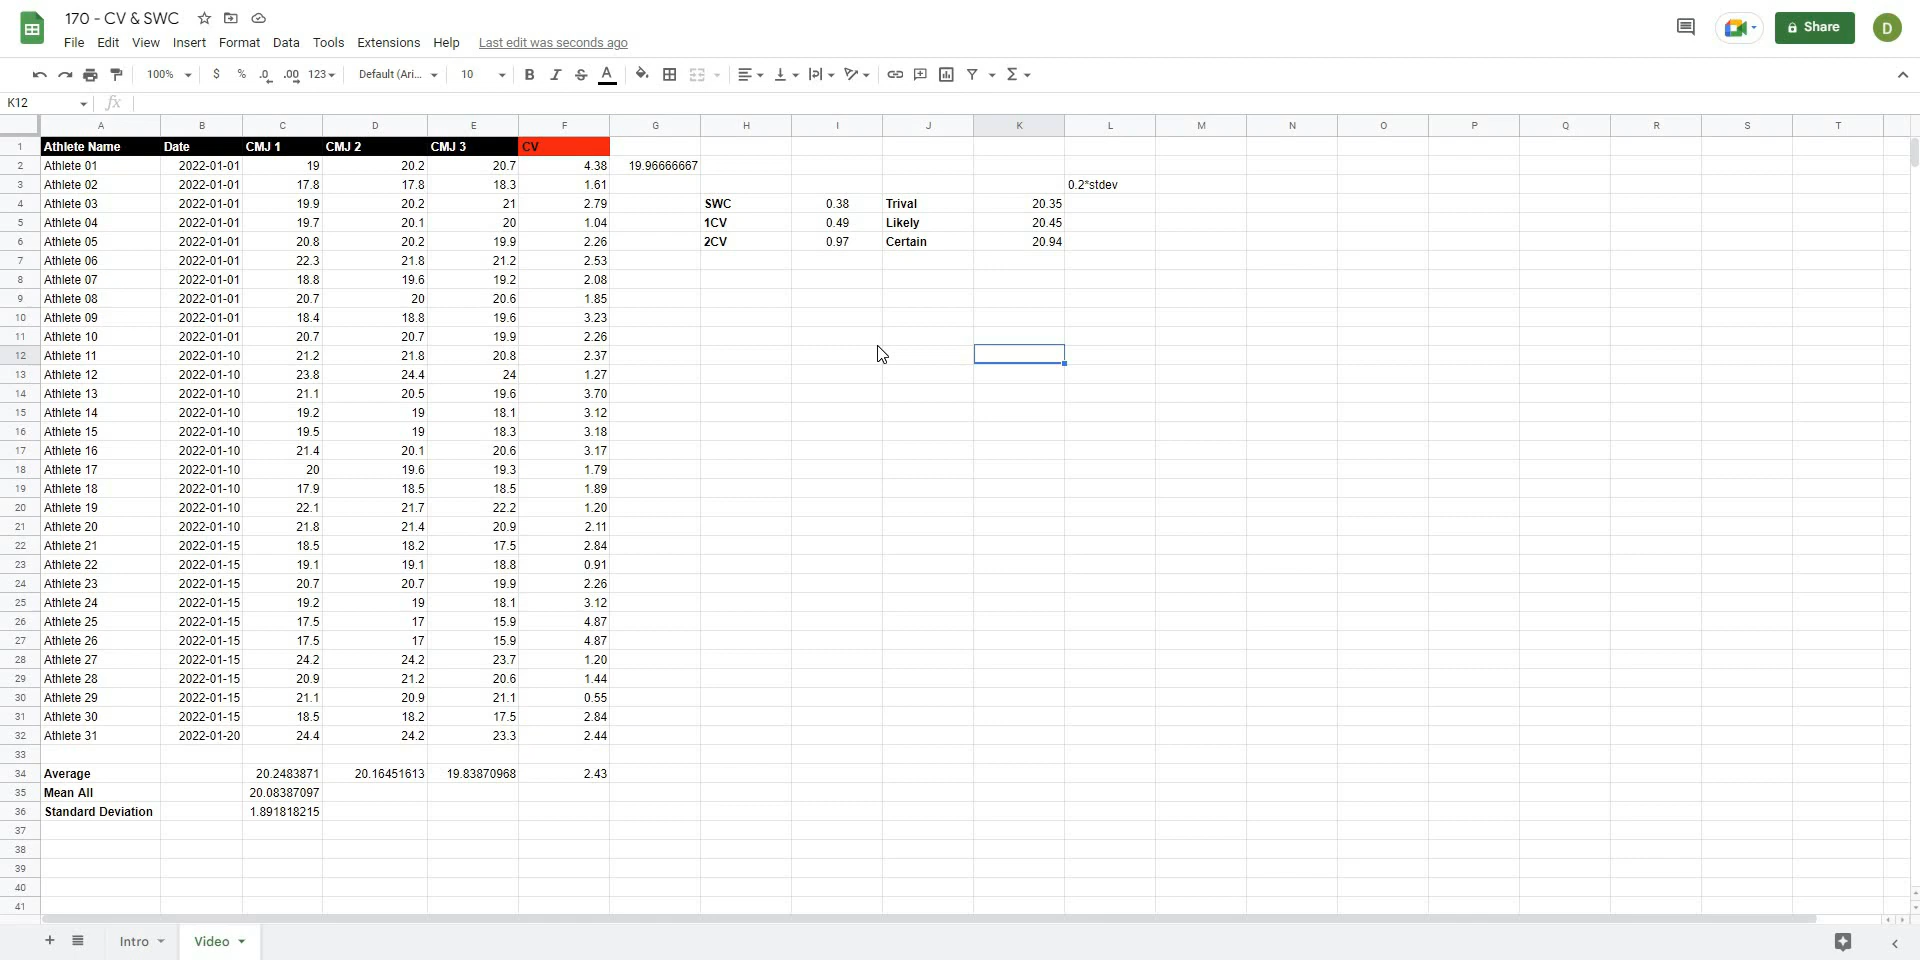 170 - CV & SWC
File Edit View Insert Format Data Tools Extensions Help Last edit was seconds ago
Share
D
100% $ % .0 .00 123 Default (Ari... 10 B I S A
K12 fx
A B C D E F G H I J K L M N O P Q R S T
1 Athlete Name Date CMJ 1 CMJ 2 CMJ 3 CV
2 Athlete 01 2022-01-01 19 20.2 20.7 4.38 19.96666667
3 Athlete 02 2022-01-01 17.8 17.8 18.3 1.61 0.2*stdev
4 Athlete 03 2022-01-01 19.9 20.2 21 2.79 SWC 0.38 Trival 20.35
5 Athlete 04 2022-01-01 19.7 20.1 20 1.04 1CV 0.49 Likely 20.45
6 Athlete 05 2022-01-01 20.8 20.2 19.9 2.26 2CV 0.97 Certain 20.94
7 Athlete 06 2022-01-01 22.3 21.8 21.2 2.53
8 Athlete 07 2022-01-01 18.8 19.6 19.2 2.08
9 Athlete 08 2022-01-01 20.7 20 20.6 1.85
10 Athlete 09 2022-01-01 18.4 18.8 19.6 3.23
11 Athlete 10 2022-01-01 20.7 20.7 19.9 2.26
12 Athlete 11 2022-01-10 21.2 21.8 20.8 2.37
13 Athlete 12 2022-01-10 23.8 24.4 24 1.27
14 Athlete 13 2022-01-10 21.1 20.5 19.6 3.70
15 Athlete 14 2022-01-10 19.2 19 18.1 3.12
16 Athlete 15 2022-01-10 19.5 19 18.3 3.18
17 Athlete 16 2022-01-10 21.4 20.1 20.6 3.17
18 Athlete 17 2022-01-10 20 19.6 19.3 1.79
19 Athlete 18 2022-01-10 17.9 18.5 18.5 1.89
20 Athlete 19 2022-01-10 22.1 21.7 22.2 1.20
21 Athlete 20 2022-01-10 21.8 21.4 20.9 2.11
22 Athlete 21 2022-01-15 18.5 18.2 17.5 2.84
23 Athlete 22 2022-01-15 19.1 19.1 18.8 0.91
24 Athlete 23 2022-01-15 20.7 20.7 19.9 2.26
25 Athlete 24 2022-01-15 19.2 19 18.1 3.12
26 Athlete 25 2022-01-15 17.5 17 15.9 4.87
27 Athlete 26 2022-01-15 17.5 17 15.9 4.87
28 Athlete 27 2022-01-15 24.2 24.2 23.7 1.20
29 Athlete 28 2022-01-15 20.9 21.2 20.6 1.44
30 Athlete 29 2022-01-15 21.1 20.9 21.1 0.55
31 Athlete 30 2022-01-15 18.5 18.2 17.5 2.84
32 Athlete 31 2022-01-20 24.4 24.2 23.3 2.44
33
34 Average 20.2483871 20.16451613 19.83870968 2.43
35 Mean All 20.08387097
36 Standard Deviation 1.891818215
37
38
39
40
41
Intro Video